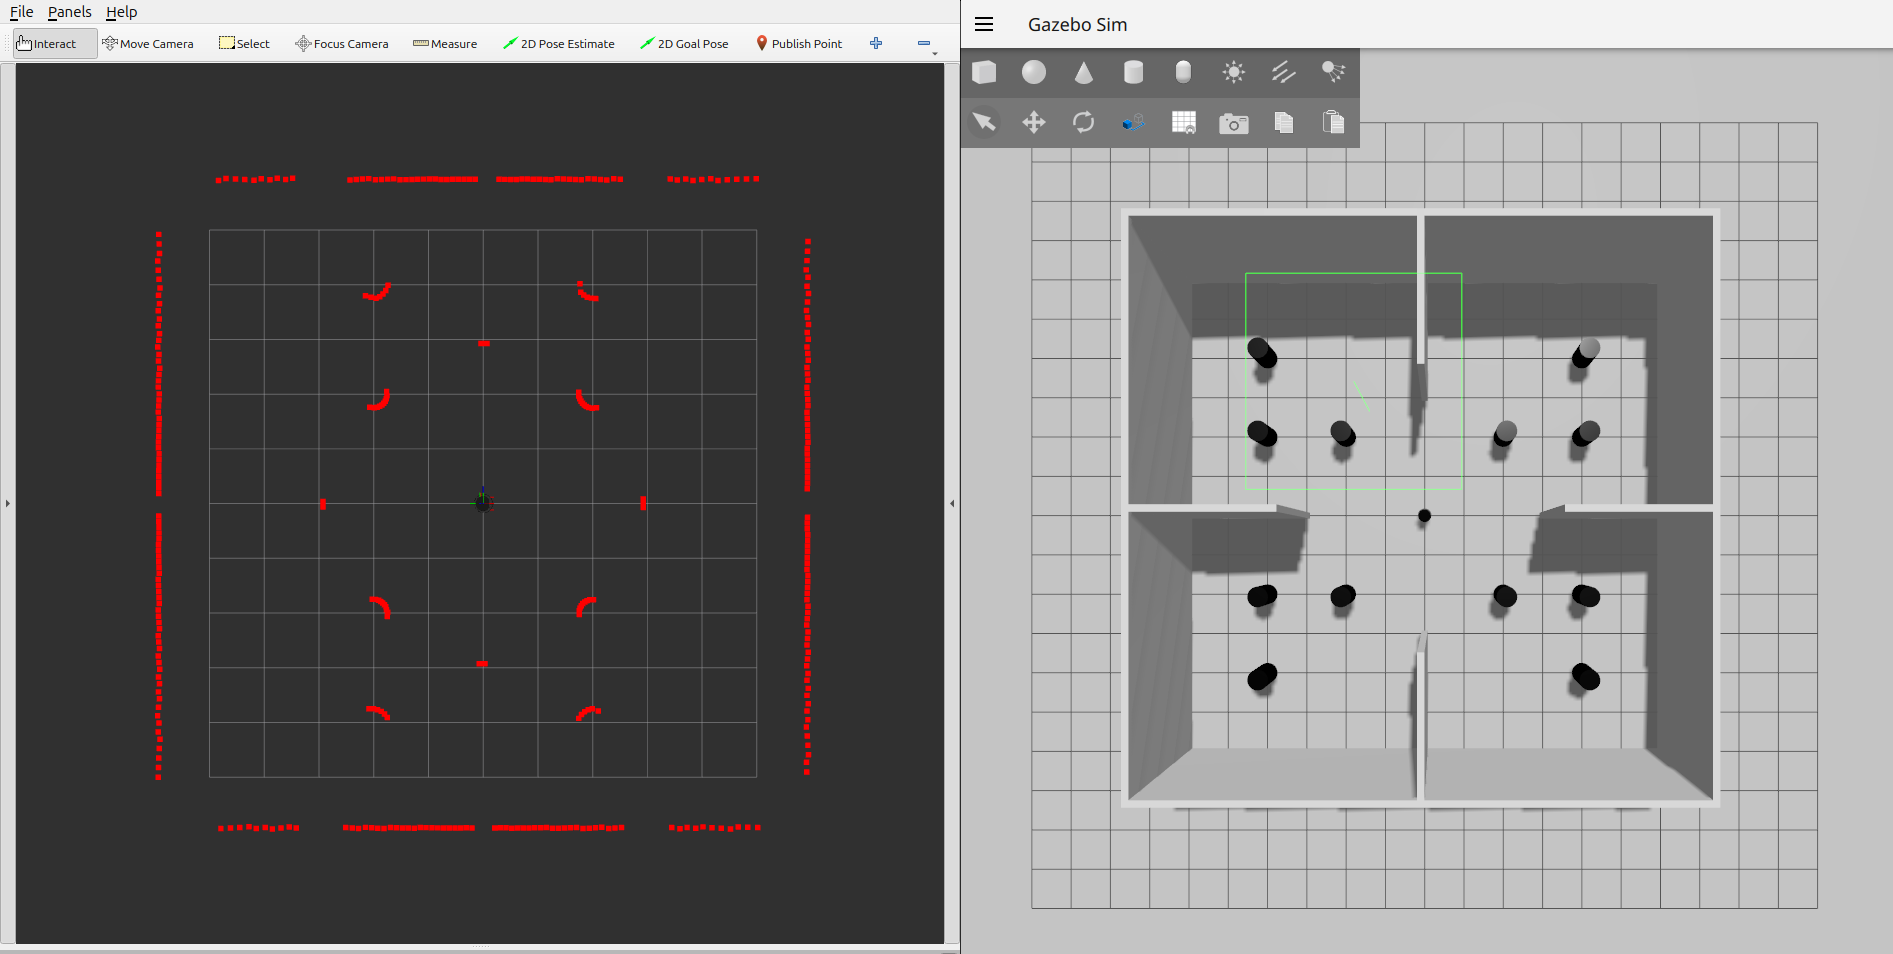 File Panels Help
Interact Move Camera Select Focus Camera Measure 2D Pose Estimate 2D Goal Pose Publish Point
Gazebo Sim